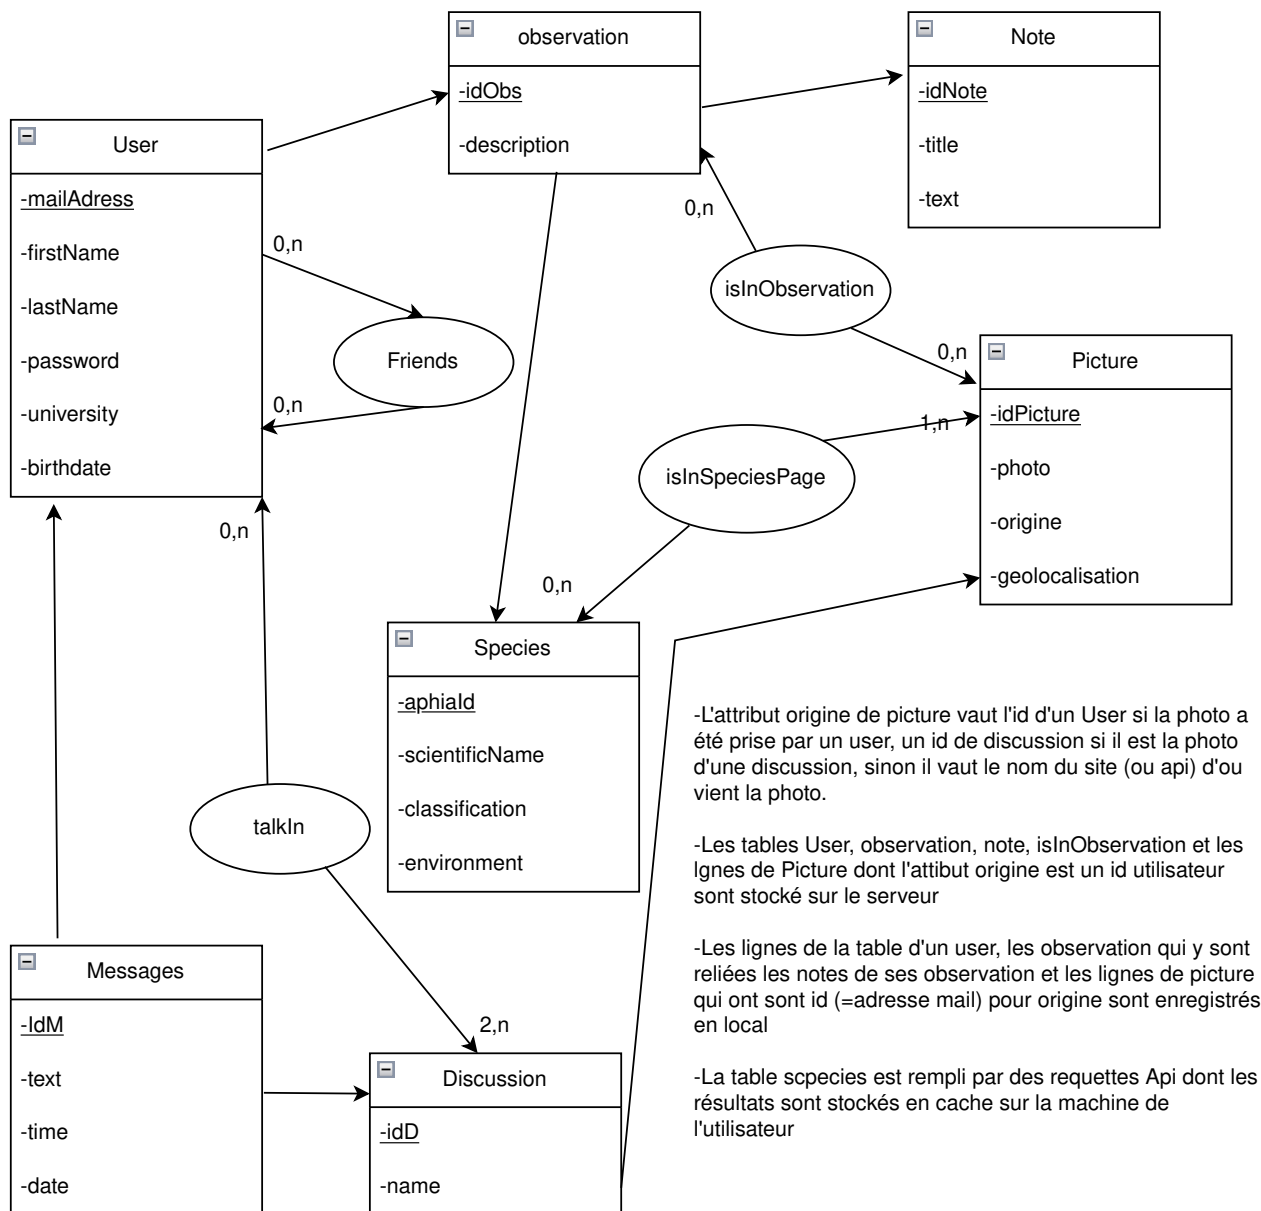 observation
-idObs
-description
Note
-idNote
-title
-text
User
-mailAdress
-firstName
-lastName
-password
-university
-birthdate
0,n
Friends
0,n
0,n
isInObservation
0,n
Picture
-idPicture
-photo
-origine
-geolocalisation
1,n
isInSpeciesPage
0,n
0,n
Species
-aphiaId
-scientificName
-classification
-environment
talkIn
2,n
Messages
-IdM
-text
-time
-date
Discussion
-idD
-name
-L'attribut origine de picture vaut l'id d'un User si la photo a
été prise par un user, un id de discussion si il est la photo
d'une discussion, sinon il vaut le nom du site (ou api) d'ou
vient la photo.
-Les tables User, observation, note, isInObservation et les
lgnes de Picture dont l'attibut origine est un id utilisateur
sont stocké sur le serveur
-Les lignes de la table d'un user, les observation qui y sont
reliées les notes de ses observation et les lignes de picture
qui ont sont id (=adresse mail) pour origine sont enregistrés
en local
-La table scpecies est rempli par des requettes Api dont les
résultats sont stockés en cache sur la machine de
l'utilisateur